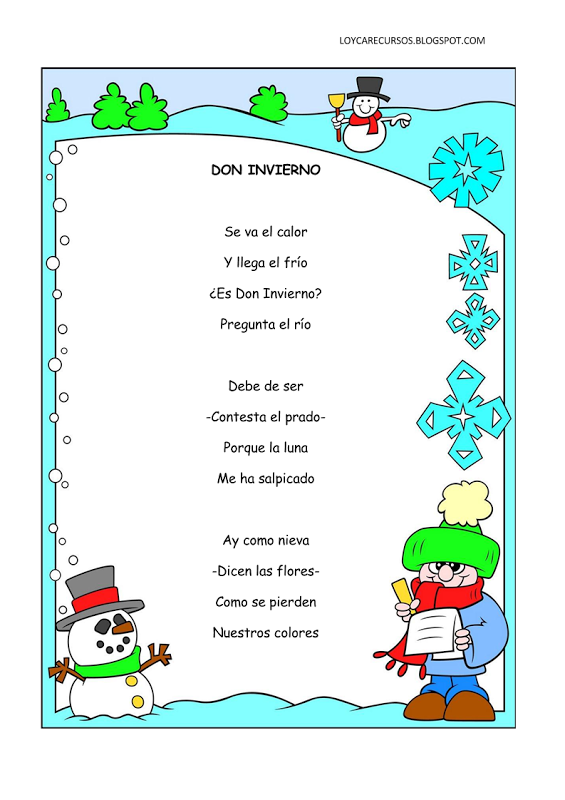 LOYCARECURSOS.BLOGSPOT.COM
DON INVIERNO
Se va el calor
Y llega el frío
¿Es Don Invierno?
Pregunta el río
Debe de ser
-Contesta el prado-
Porque la luna
Me ha salpicado
Ay como nieva
-Dicen las flores-
Como se pierden
Nuestros colores